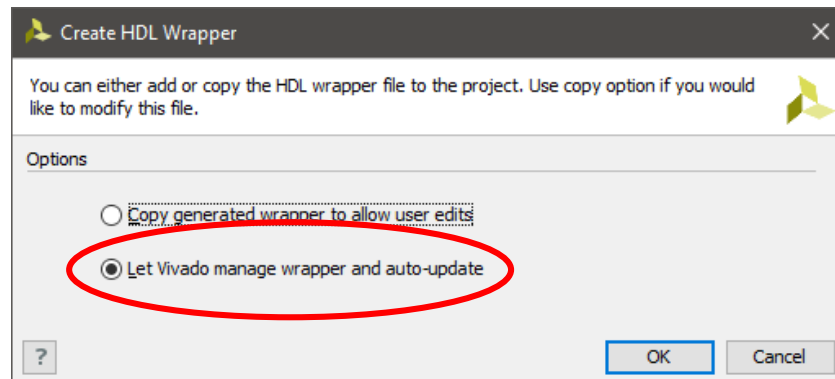 Create HDL Wrapper
You can either add or copy the HDL wrapper file to the project. Use copy option if you would
like to modify this file.
Options
Copy generated wrapper to allow user edits
Let Vivado manage wrapper and auto-update
?
OK
Cancel